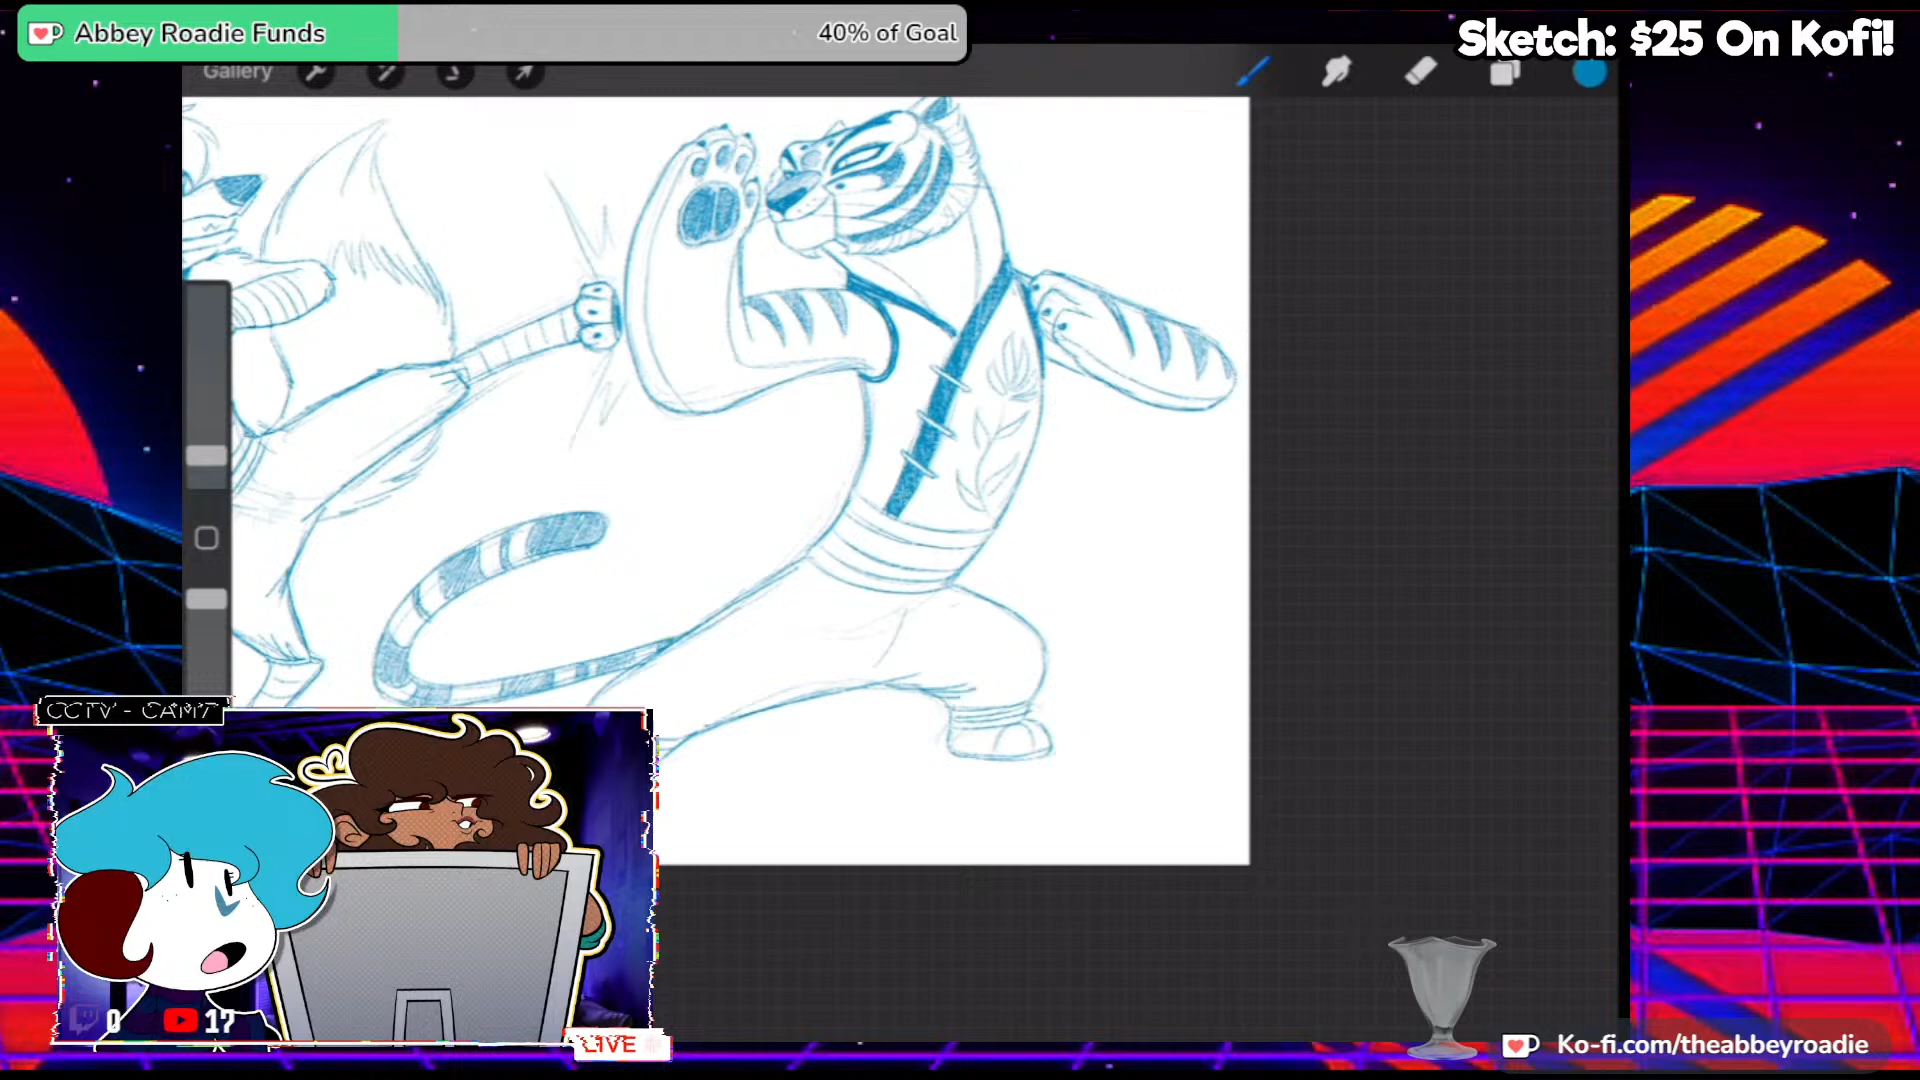 Abbey Roadie Funds
40% of Goal
Sketch: $25 On Kofi!
Gallery
CCTV - CAM7
0
17
LIVE
Ko-fi.com/theabbeyroadie